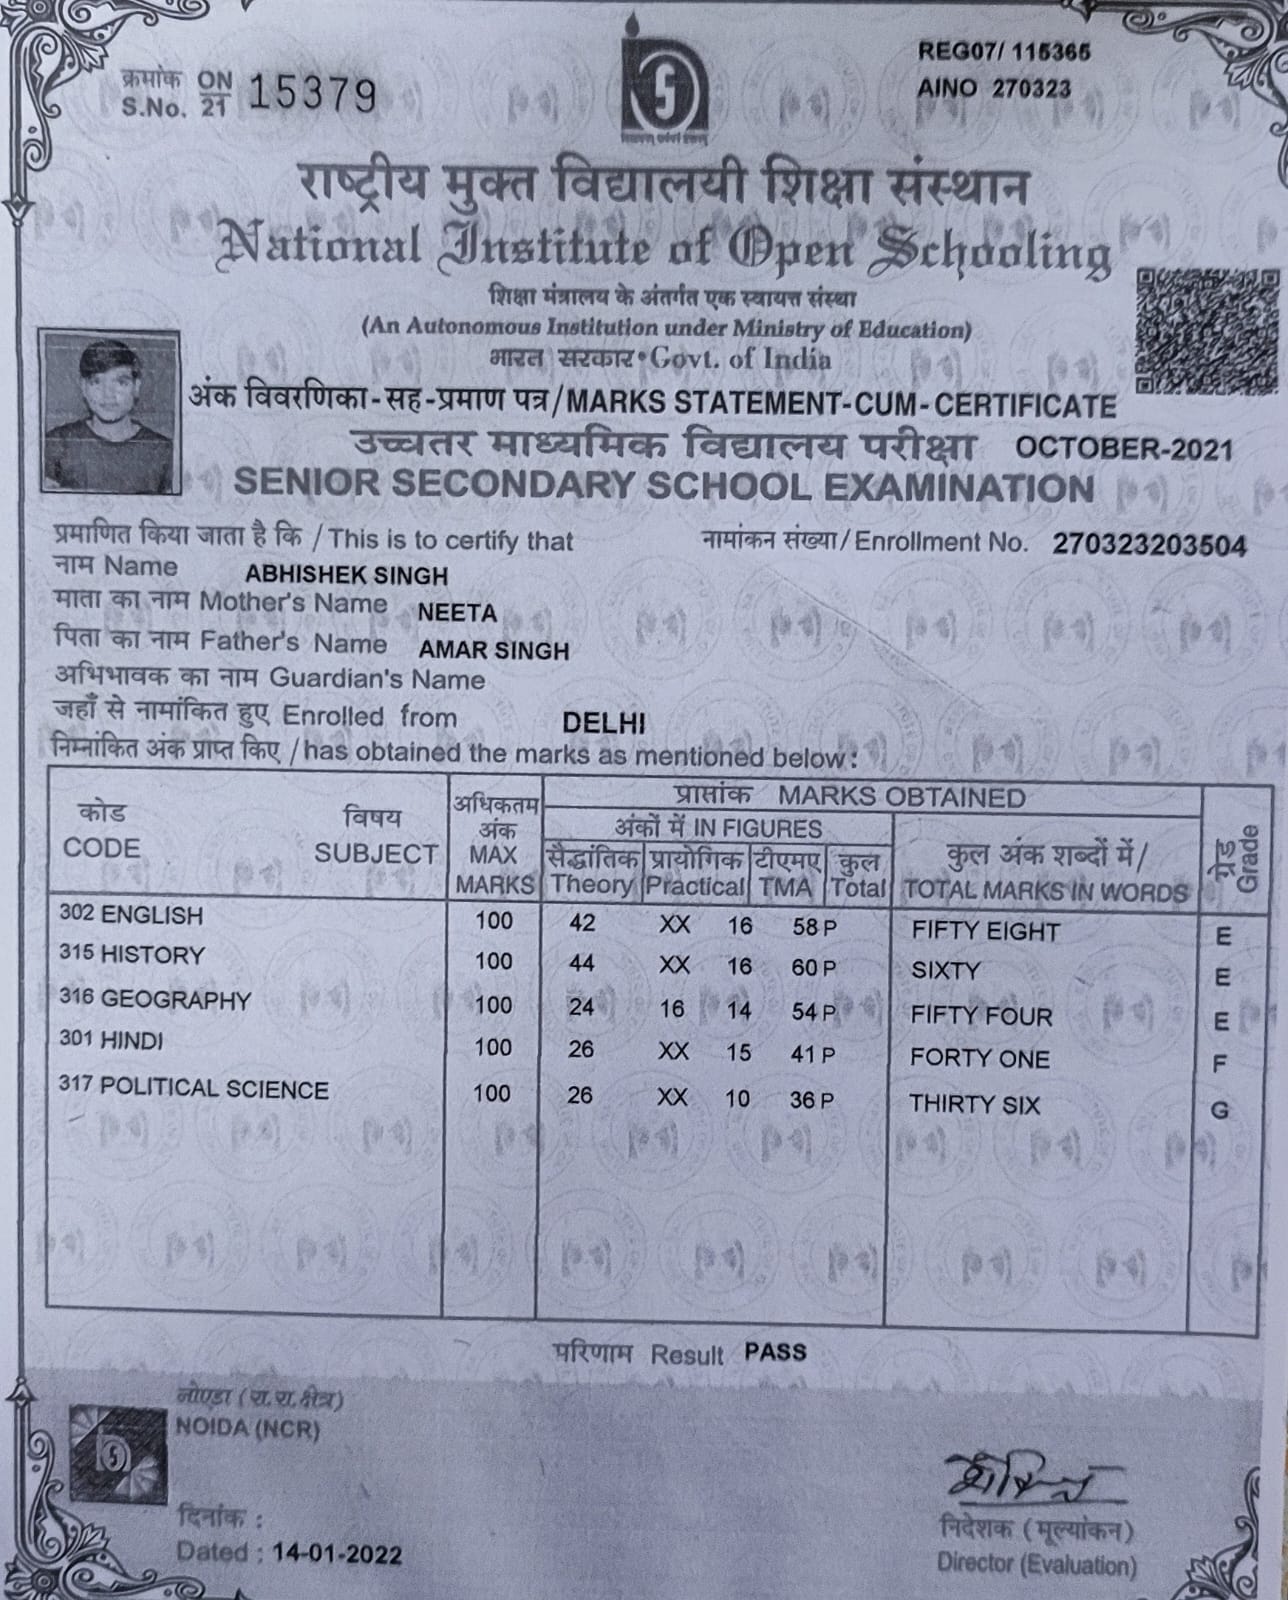 क्रमांक ON
S.No. 21 15379
REG07/ 115365
AINO 270323
राष्ट्रीय मुक्त विद्यालयी शिक्षा संस्थान
National Institute of Open Schooling
शिक्षा मंत्रालय के अंतर्गत एक स्वायत्त संस्था
(An Autonomous Institution under Ministry of Education)
भारत सरकार • Govt. of India
अंक विवरणिका-सह-प्रमाण पत्र/MARKS STATEMENT-CUM-CERTIFICATE
उच्चतर माध्यमिक विद्यालय परीक्षा OCTOBER-2021
SENIOR SECONDARY SCHOOL EXAMINATION
प्रमाणित किया जाता है कि / This is to certify that नामांकन संख्या/ Enrollment No. 270323203504
नाम Name ABHISHEK SINGH
माता का नाम Mother's Name NEETA
पिता का नाम Father's Name AMAR SINGH
अभिभावक का नाम Guardian's Name
जहाँ से नामांकित हुए Enrolled from DELHI
निम्नांकित अंक प्राप्त किए / has obtained the marks as mentioned below:
कोड CODE विषय SUBJECT अधिकतम अंक MAX MARKS प्राप्तांक MARKS OBTAINED ग्रेड Grade
अंकों में IN FIGURES कुल अंक शब्दों में/ TOTAL MARKS IN WORDS
सैद्धांतिक प्रायोगिक टीएमए कुल
Theory Practical TMA Total
302 ENGLISH 100 42 XX 16 58 P FIFTY EIGHT E
315 HISTORY 100 44 XX 16 60 P SIXTY E
316 GEOGRAPHY 100 24 16 14 54 P FIFTY FOUR E
301 HINDI 100 26 XX 15 41 P FORTY ONE F
317 POLITICAL SCIENCE 100 26 XX 10 36 P THIRTY SIX G
परिणाम Result PASS
नोएडा (रा.रा.क्षेत्र)
NOIDA (NCR)
दिनांक :
Dated : 14-01-2022
निदेशक (मूल्यांकन)
Director (Evaluation)